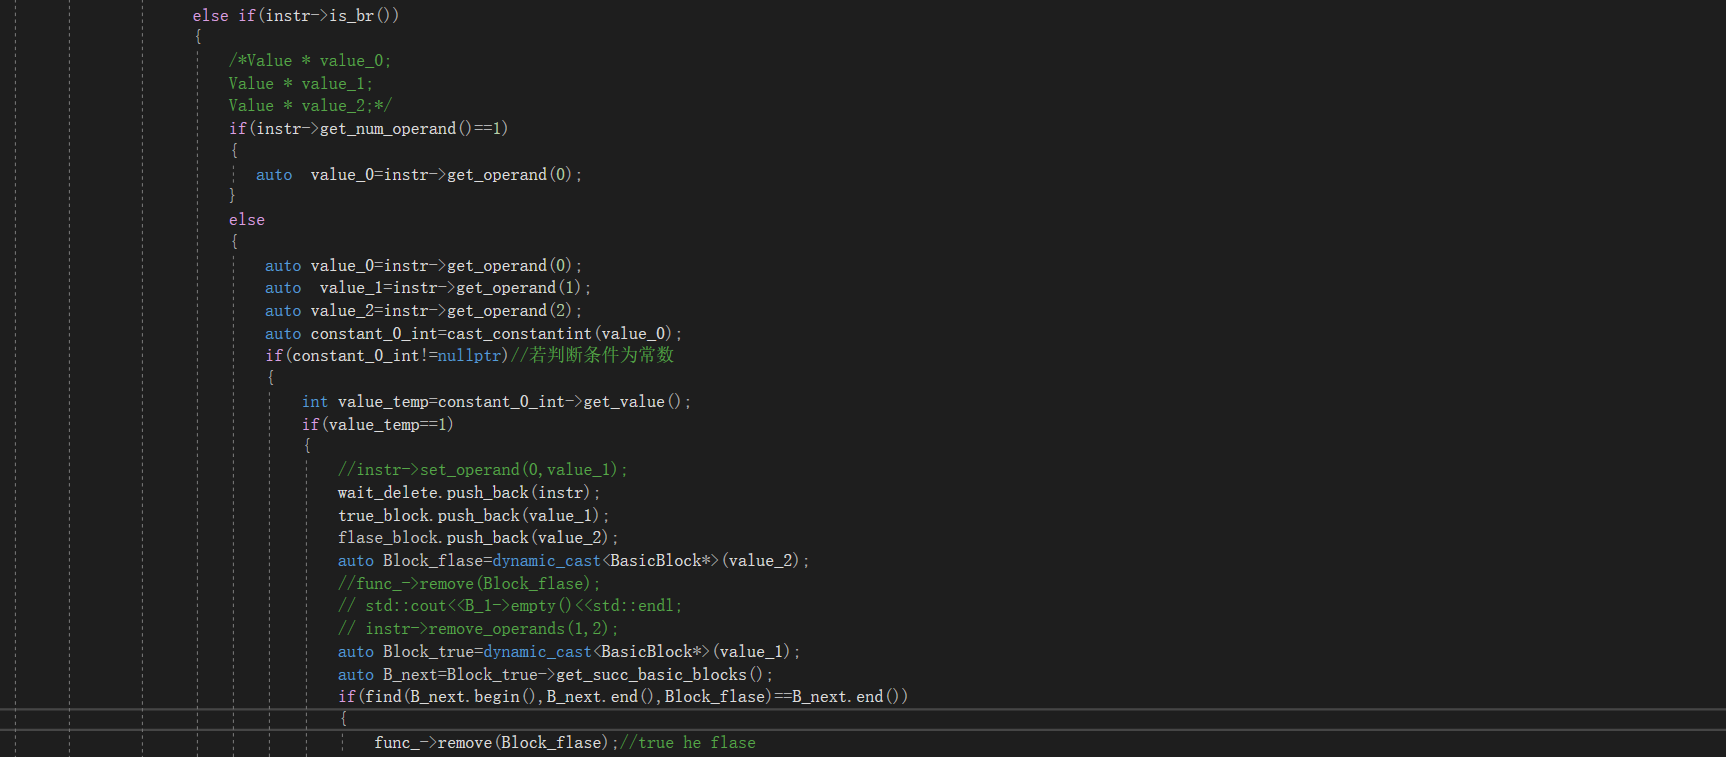 else if(instr->is_br())
{
/*Value * value_0;
Value * value_1;
Value * value_2;*/
if(instr->get_num_operand()==1)
{
auto  value_0=instr->get_operand(0);
}
else
{
auto value_0=instr->get_operand(0);
auto  value_1=instr->get_operand(1);
auto value_2=instr->get_operand(2);
auto constant_0_int=cast_constantint(value_0);
if(constant_0_int!=nullptr)//若判断条件为常数
{
int value_temp=constant_0_int->get_value();
if(value_temp==1)
{
//instr->set_operand(0,value_1);
wait_delete.push_back(instr);
true_block.push_back(value_1);
flase_block.push_back(value_2);
auto Block_flase=dynamic_cast<BasicBlock*>(value_2);
//func_->remove(Block_flase);
// std::cout<<B_1->empty()<<std::endl;
// instr->remove_operands(1,2);
auto Block_true=dynamic_cast<BasicBlock*>(value_1);
auto B_next=Block_true->get_succ_basic_blocks();
if(find(B_next.begin(),B_next.end(),Block_flase)==B_next.end())
{
func_->remove(Block_flase);//true he flase